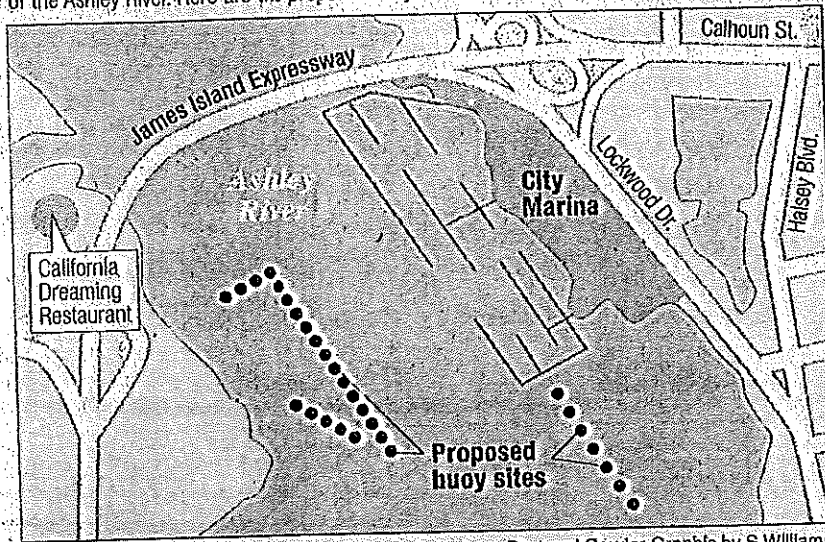 of the Ashley River. Here are the
Calhoun St.
James Island Expressway
Ashley
River
City
Marina
Lockwood Dr.
Halsey Blvd.
California
Dreaming
Restaurant
Proposed
buoy sites
Graphic by S. William